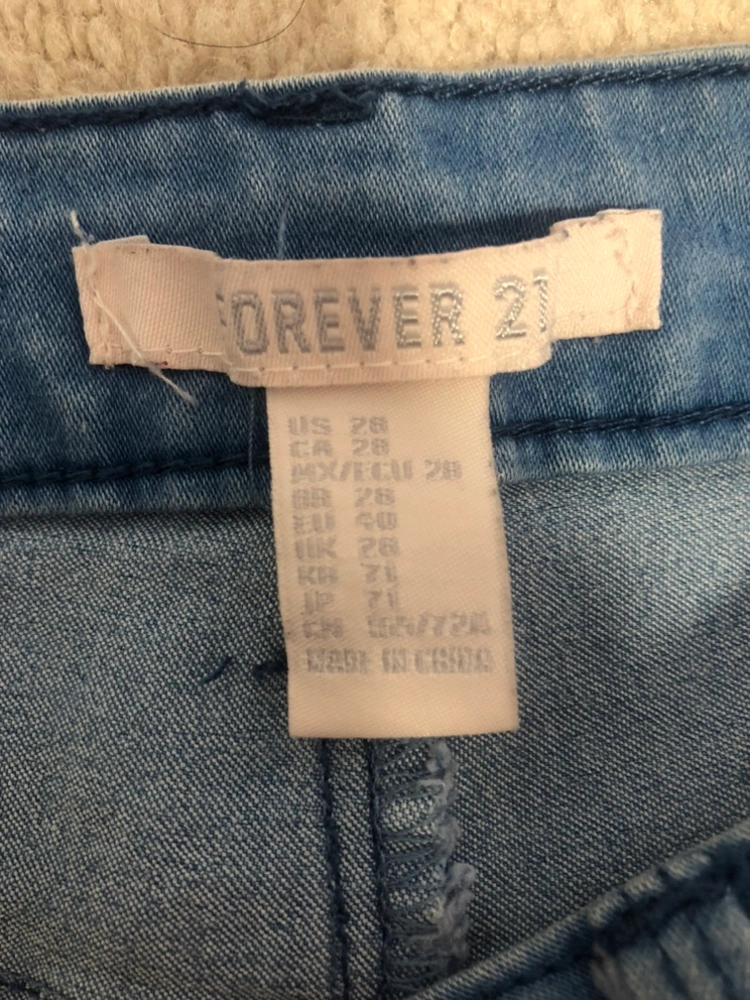 FOREVER 21
US 28
CA 28
MX/ECU 28
BR 28
EU 40
UK 28
KR 71
JP 71
CN
MADE IN CHINA